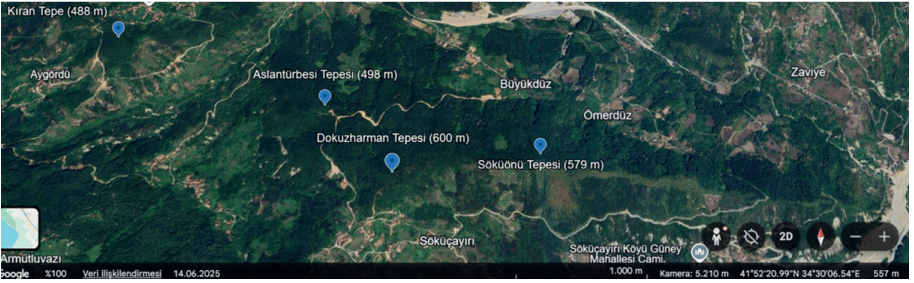 Kıran Tepe (488 m)
Aygördü
Aslantürbesi Tepesi (498 m)
Büyükdüz
Zaviye
Ömerdüz
Dokuzharman Tepesi (600 m)
Söküönü Tepesi (579 m)
Söküçayırı
Söküçayırı Köyü Güney
Mahallesi Cami.
Armutluvazı
2D
Google %100 Veri ilişkilendirmesi 14.06.2025 1.000 m Kamera: 5.210 m 41°52'20.99"N 34°30'06.54"E 557 m